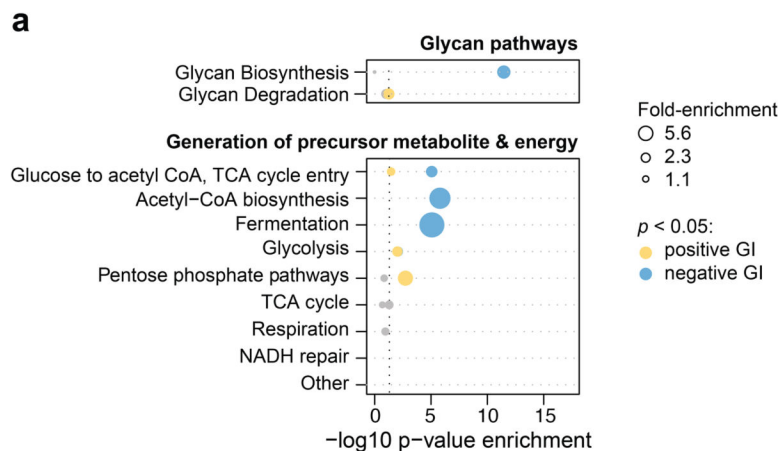 a
Glycan pathways
Glycan Biosynthesis
Glycan Degradation
Generation of precursor metabolite & energy
Glucose to acetyl CoA, TCA cycle entry
Acetyl−CoA biosynthesis
Fermentation
Glycolysis
Pentose phosphate pathways
TCA cycle
Respiration
NADH repair
Other
0 5 10 15
−log10 p−value enrichment
Fold-enrichment
5.6
2.3
1.1
p < 0.05:
positive GI
negative GI